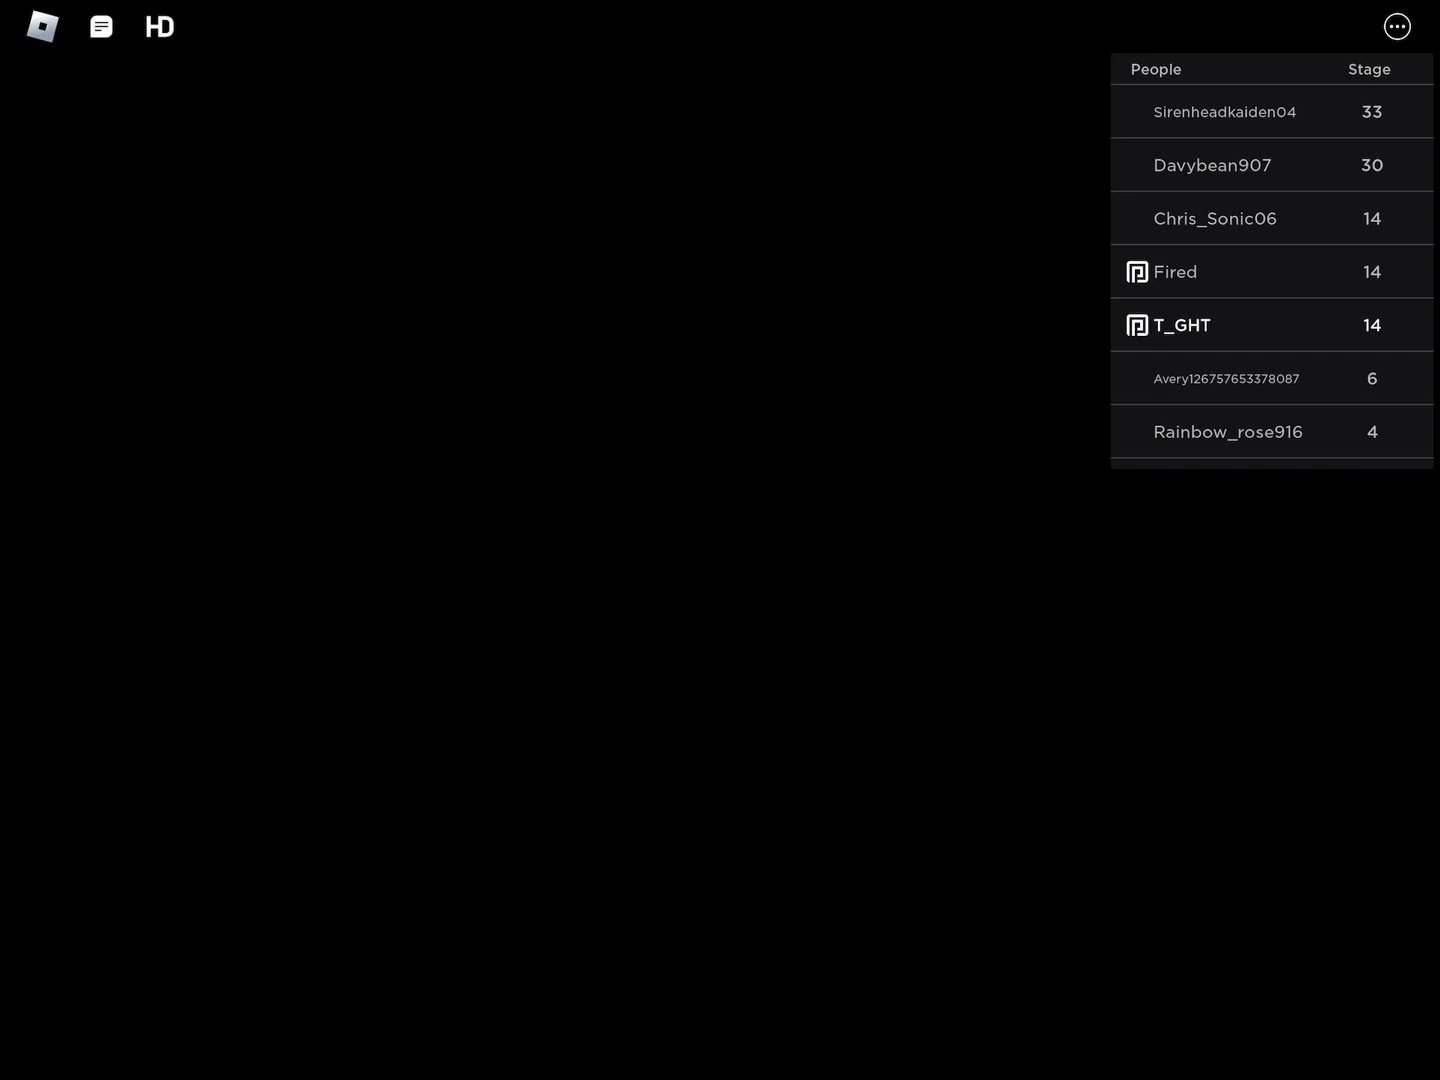 HD
People Stage
Sirenheadkaiden04 33
Davybean907 30
Chris_Sonic06 14
Fired 14
T_GHT 14
Avery126757653378087 6
Rainbow_rose916 4